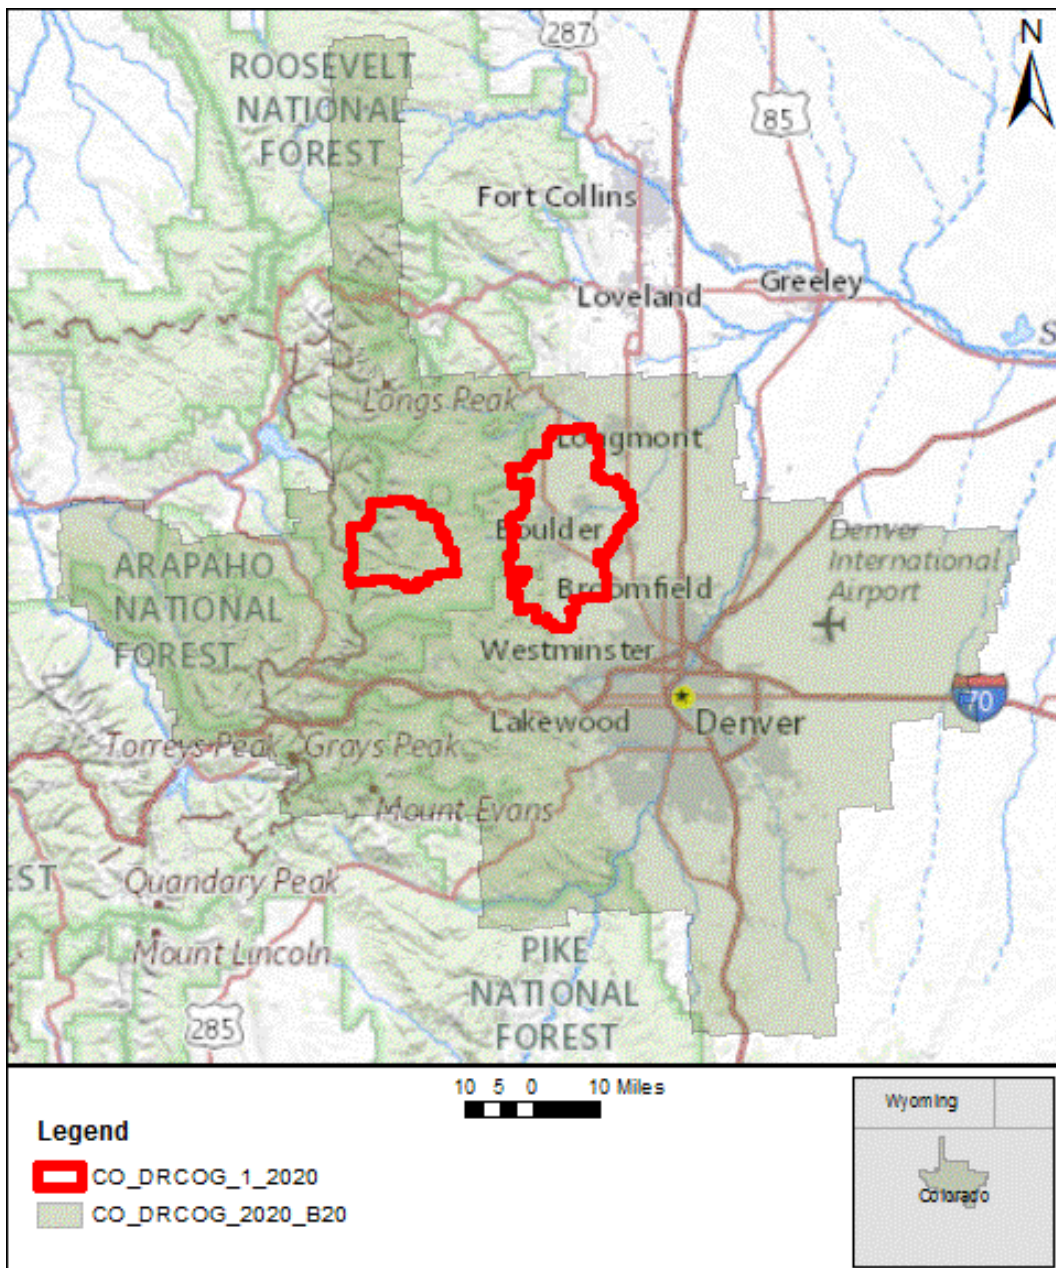 287
N
ROOSEVELT
NATIONAL
FOREST
85
Fort Collins
Loveland
Greeley
S
Longs Peak
Longmont
Boulder
Denver
International
Airport
ARAPAHO
NATIONAL
FOREST
Broomfield
Westminster
70
Lakewood
Denver
Torreys Peak
Grays Peak
Mount Evans
EST
Quandary Peak
Mount Lincoln
PIKE
NATIONAL
FOREST
285
10 5 0 10 Miles
Legend
CO_DRCOG_1_2020
CO_DRCOG_2020_B20
Wyoming
Colorado